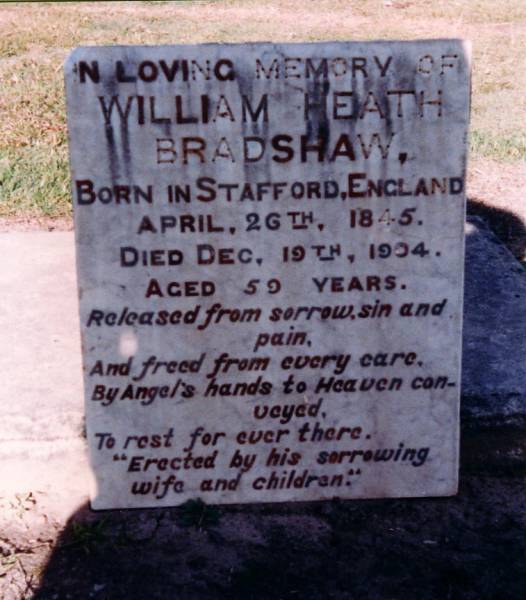 IN LOVING MEMORY OF
WILLIAM HEATH
BRADSHAW,
BORN IN STAFFORD, ENGLAND
APRIL, 26TH, 1845.
DIED DEC, 19TH, 1904.
AGED 59 YEARS.
Released from sorrow, sin and
pain,
And freed from every care,
By Angel's hands to Heaven con-
veyed,
To rest for ever there.
"Erected by his sorrowing
wife and children."